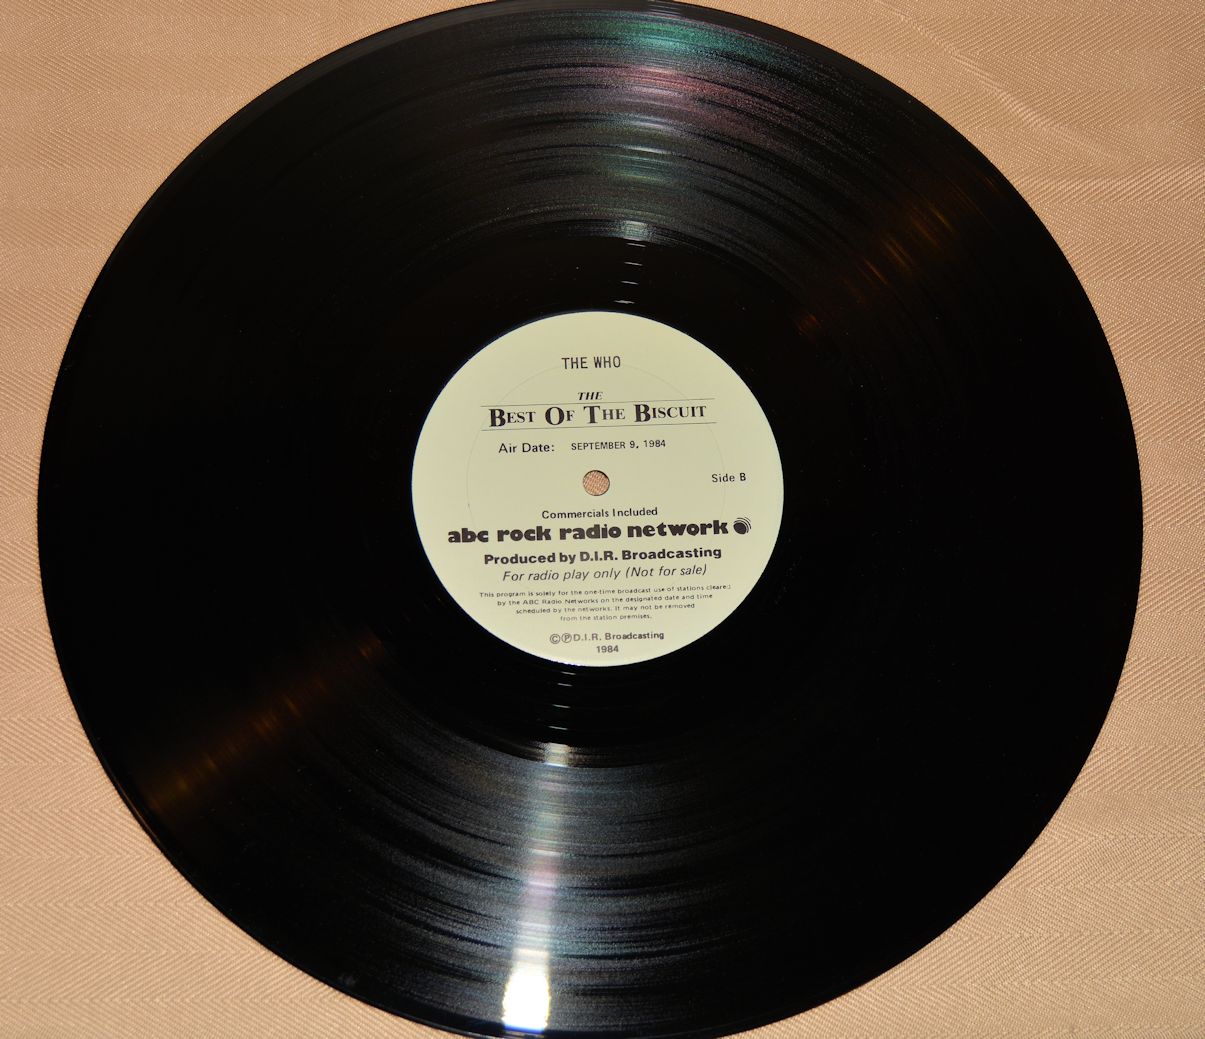 THE WHO
THE
BEST OF THE BISCUIT
Air Date: SEPTEMBER 9, 1984
Side B
Commercials Included
abc rock radio network
Produced by D.I.R. Broadcasting
For radio play only (Not for sale)
This program is solely for the one-time broadcast use of stations cleared
by the ABC Radio Networks on the designated date and time
scheduled by the networks. It may not be removed
from the station premises.
©℗D.I.R. Broadcasting
1984